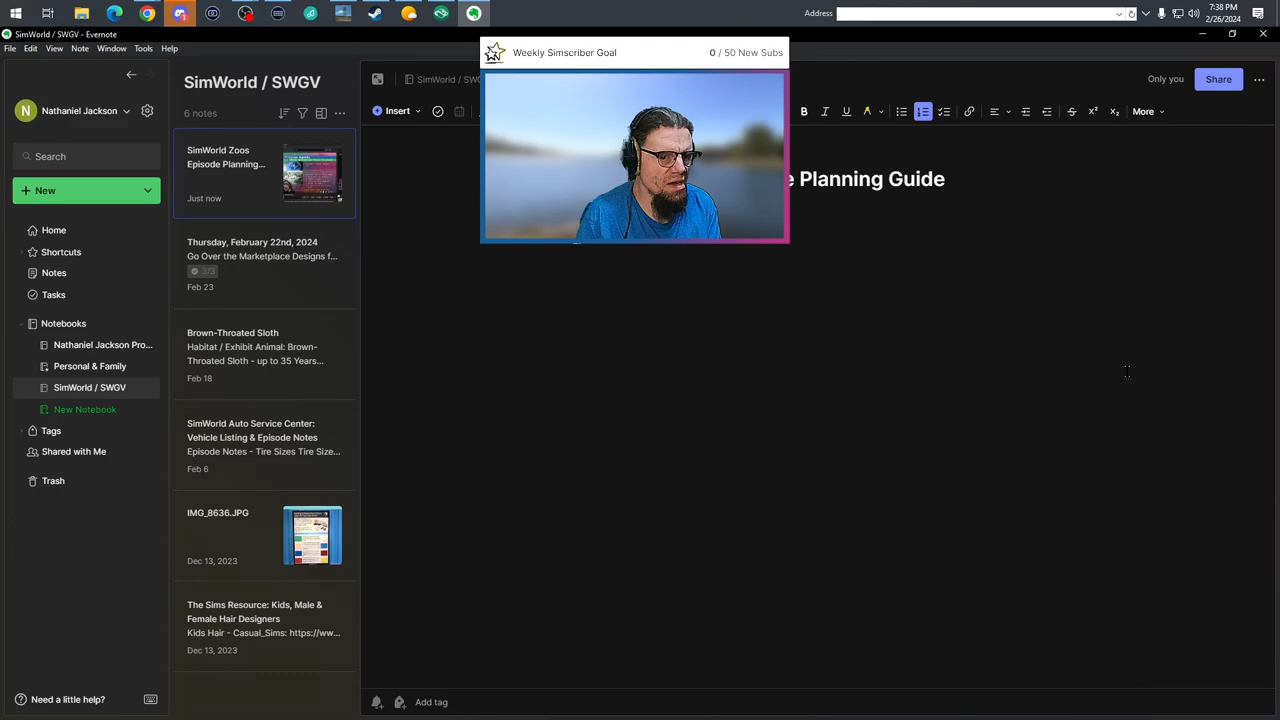 Address
7:38 PM
2/26/2024
SimWorld / SWGV - Evernote
File Edit View Note Window Tools Help
Weekly Simscriber Goal 0 / 50 New Subs
N Nathaniel Jackson
Search
+ New
Home
Shortcuts
Notes
Tasks
Notebooks
Nathaniel Jackson Pro...
Personal & Family
SimWorld / SWGV
New Notebook
Tags
Shared with Me
Trash
Need a little help?
SimWorld / SWGV
6 notes
SimWorld Zoos
Episode Planning...
Just now
Thursday, February 22nd, 2024
Go Over the Marketplace Designs f...
3/3
Feb 23
Brown-Throated Sloth
Habitat / Exhibit Animal: Brown-
Throated Sloth - up to 35 Years...
Feb 18
SimWorld Auto Service Center:
Vehicle Listing & Episode Notes
Episode Notes - Tire Sizes Tire Size...
Feb 6
IMG_8636.JPG
Dec 13, 2023
The Sims Resource: Kids, Male &
Female Hair Designers
Kids Hair - Casual_Sims: https://ww...
Dec 13, 2023
SimWorld / SWG
Only you
Share
Insert
B I U A
X² X₂
More
e Planning Guide
Add tag